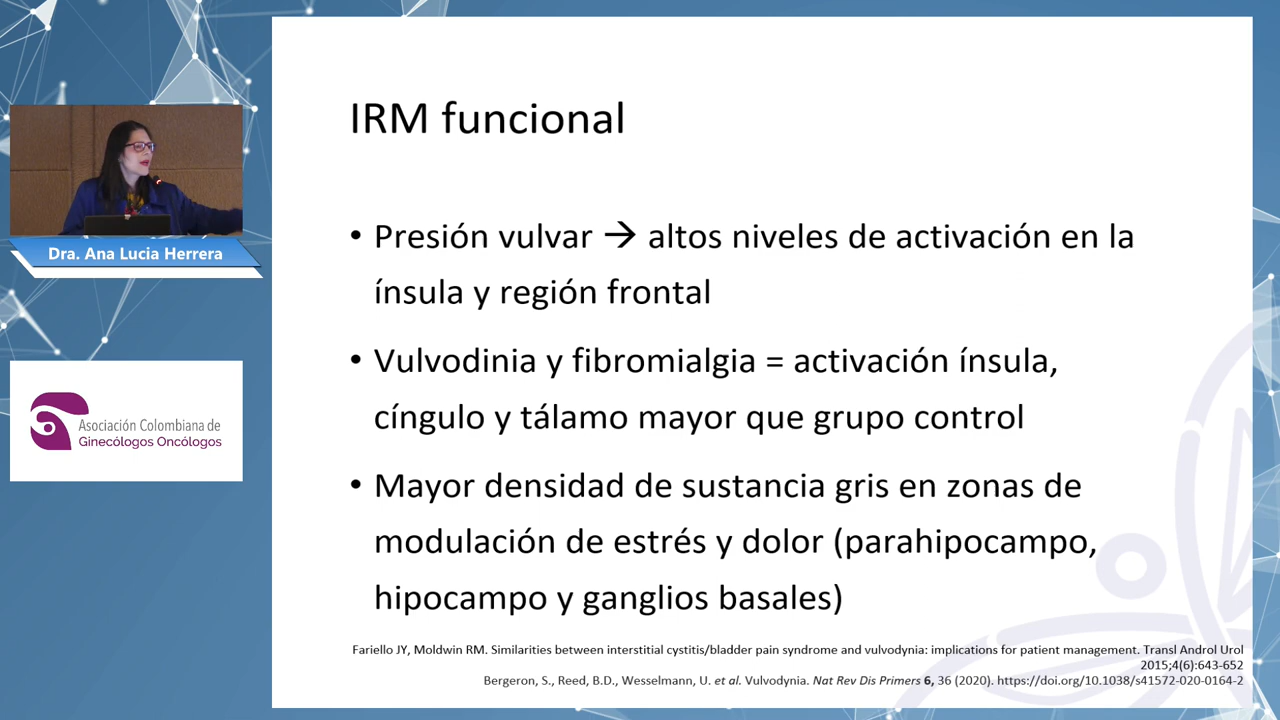 IRM funcional
• Presión vulvar → altos niveles de activación en la
ínsula y región frontal
• Vulvodinia y fibromialgia = activación ínsula,
cíngulo y tálamo mayor que grupo control
• Mayor densidad de sustancia gris en zonas de
modulación de estrés y dolor (parahipocampo,
hipocampo y ganglios basales)
Fariello JY, Moldwin RM. Similarities between interstitial cystitis/bladder pain syndrome and vulvodynia: implications for patient management. Transl Androl Urol
2015;4(6):643-652
Bergeron, S., Reed, B.D., Wesselmann, U. et al. Vulvodynia. Nat Rev Dis Primers 6, 36 (2020). https://doi.org/10.1038/s41572-020-0164-2
Dra. Ana Lucia Herrera
Asociación Colombiana de
Ginecólogos Oncólogos